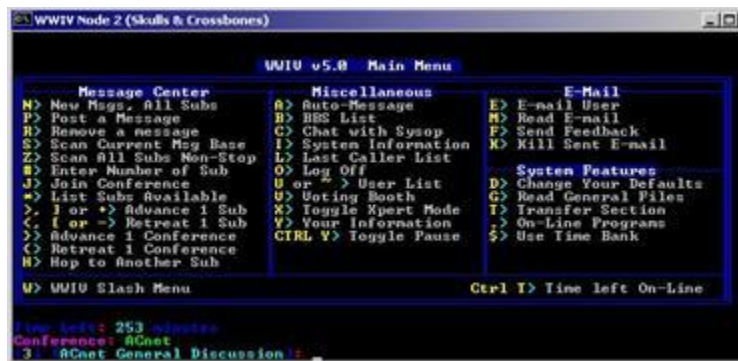 WWIV Node 2 (Skulls & Crossbones)
WWIV v5.0 Main Menu
Message Center
N> New Msgs, All Subs
P> Post a Message
R> Remove a message
S> Scan Current Msg Base
Z> Scan All Subs Non-Stop
#> Enter Number of Sub
J> Join Conference
*> List Subs Available
>, ] or +> Advance 1 Sub
<, [ or -> Retreat 1 Sub
}> Advance 1 Conference
{> Retreat 1 Conference
H> Hop to Another Sub
Miscellaneous
A> Auto-Message
B> BBS List
C> Chat with Sysop
I> System Information
L> Last Caller List
O> Log Off
U or ~ > User List
V> Voting Booth
X> Toggle Xpert Mode
Y> Your Information
CTRL Y> Toggle Pause
E-Mail
E> E-mail User
M> Read E-mail
F> Send Feedback
K> Kill Sent E-mail
System Features
D> Change Your Defaults
G> Read General Files
T> Transfer Section
.> On-Line Programs
$> Use Time Bank
W> WWIV Slash Menu
Ctrl T> Time left On-Line
Time Left: 253 minutes
Conference: ACnet
[3] [ACnet General Discussion]: _